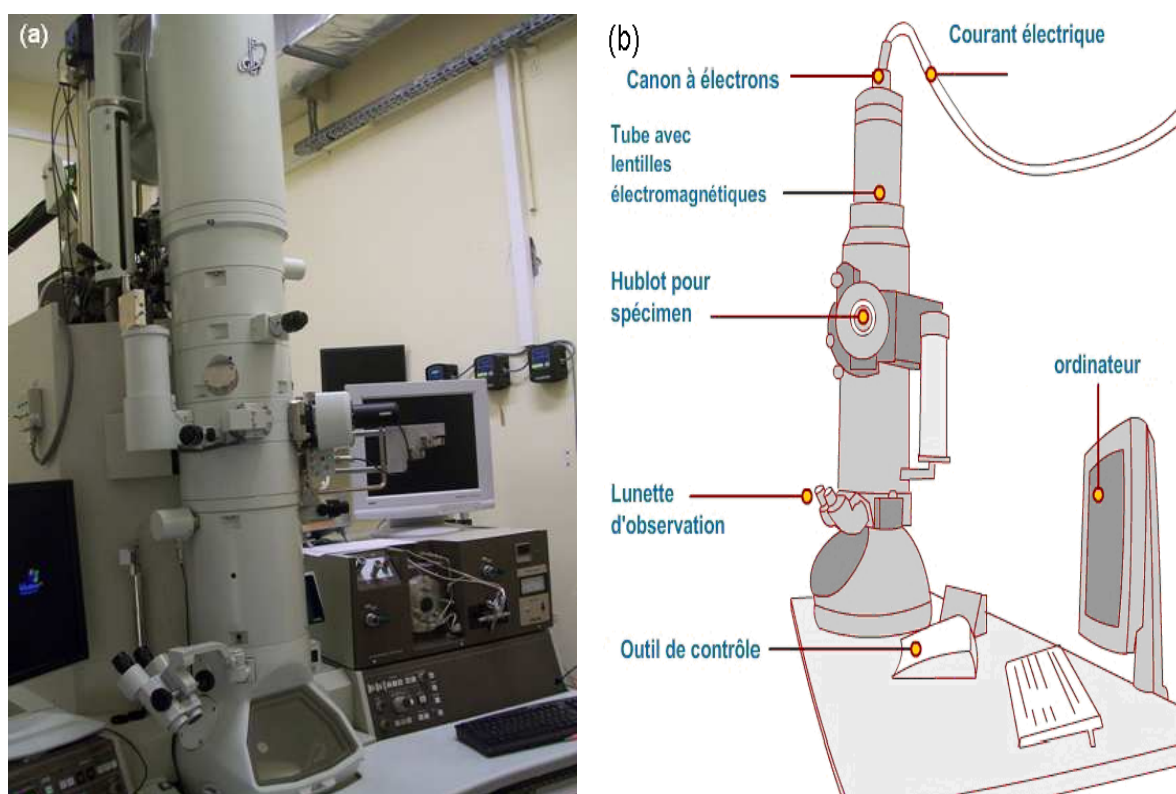 (a)
(b)
Courant électrique
Canon à électrons
Tube avec
lentilles
électromagnétiques
Hublot pour
spécimen
ordinateur
Lunette
d'observation
Outil de contrôle